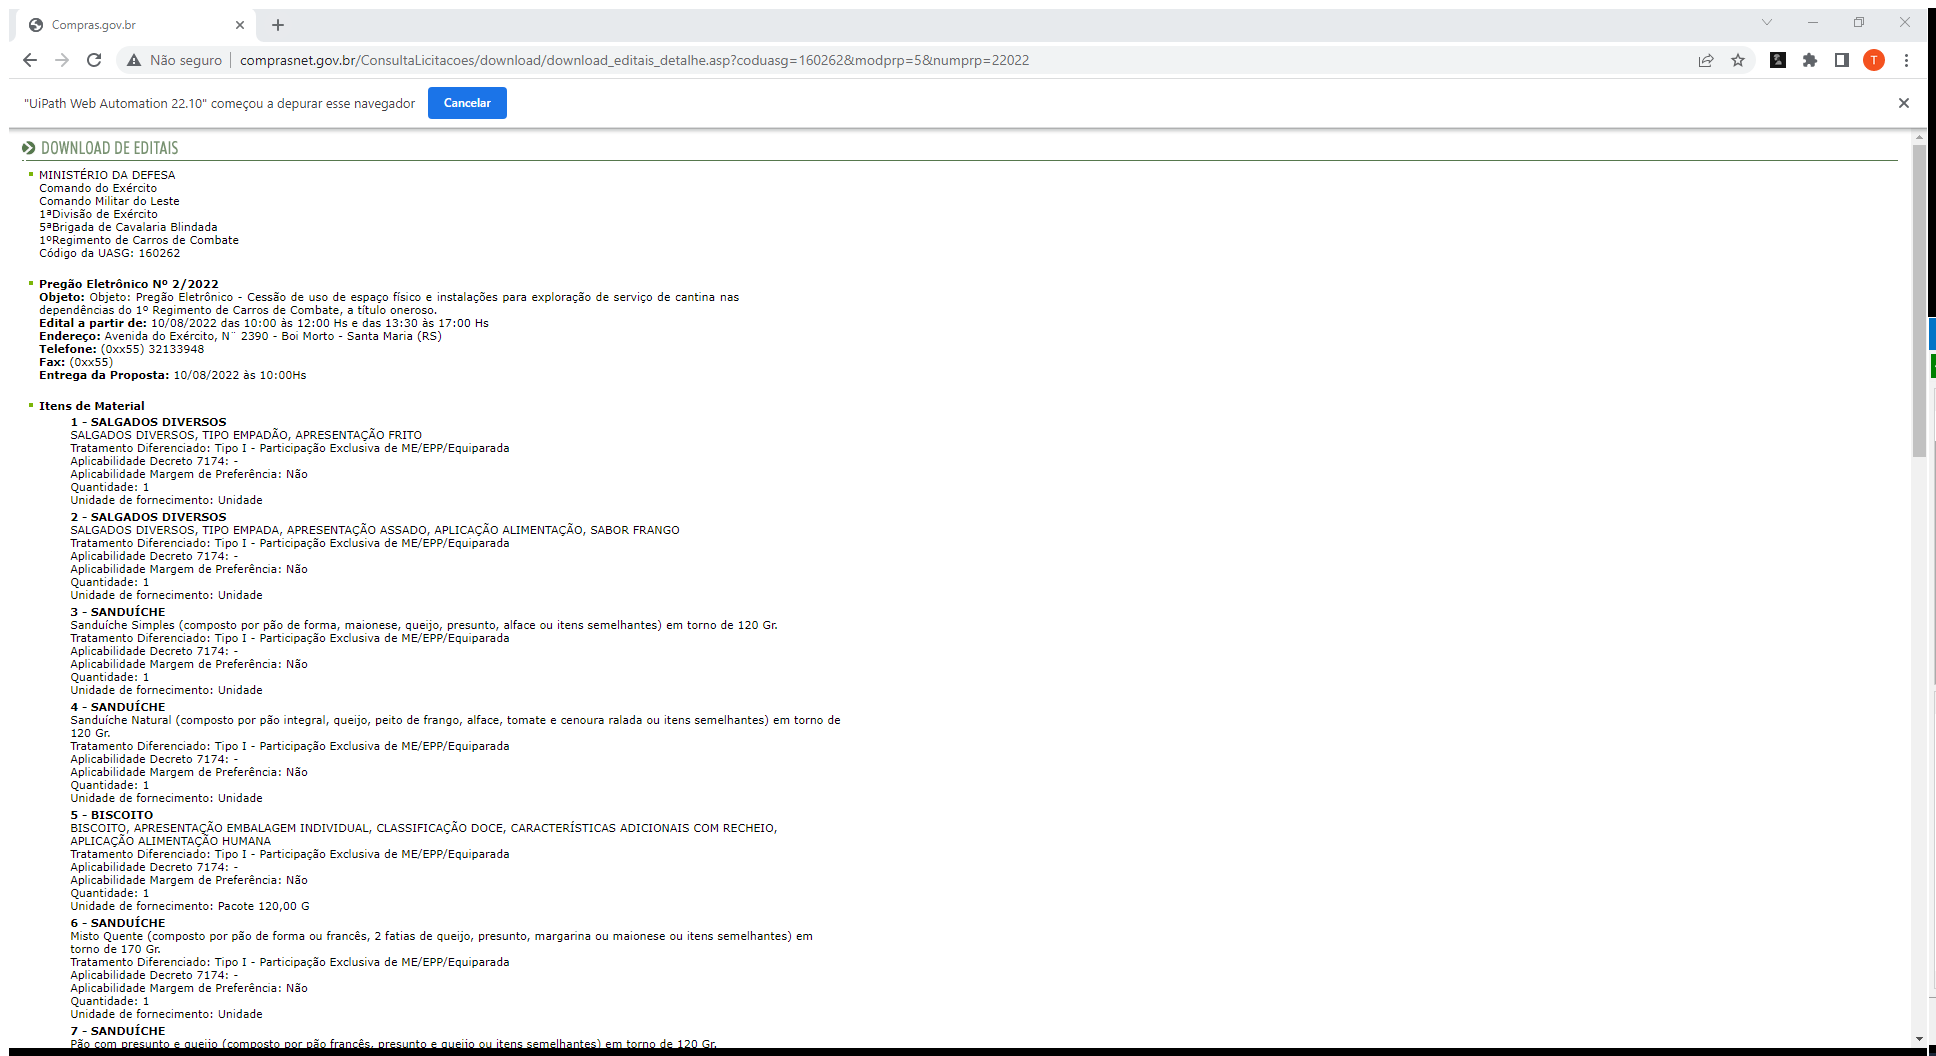 Compras.gov.br
Não seguro
comprasnet.gov.br/ConsultaLicitacoes/download/download_editais_detalhe.asp?coduasg=160262&modprp=5&numprp=22022
T
"UiPath Web Automation 22.10" começou a depurar esse navegador
Cancelar
DOWNLOAD DE EDITAIS
MINISTÉRIO DA DEFESA
Comando do Exército
Comando Militar do Leste
1ªDivisão de Exército
5ªBrigada de Cavalaria Blindada
1ºRegimento de Carros de Combate
Código da UASG: 160262
Pregão Eletrônico Nº 2/2022
Objeto: Objeto: Pregão Eletrônico - Cessão de uso de espaço físico e instalações para exploração de serviço de cantina nas
dependências do 1º Regimento de Carros de Combate, a título oneroso.
Edital a partir de: 10/08/2022 das 10:00 às 12:00 Hs e das 13:30 às 17:00 Hs
Endereço: Avenida do Exército, N¨ 2390 - Boi Morto - Santa Maria (RS)
Telefone: (0xx55) 32133948
Fax: (0xx55)
Entrega da Proposta: 10/08/2022 às 10:00Hs
Itens de Material
1 - SALGADOS DIVERSOS
SALGADOS DIVERSOS, TIPO EMPADÃO, APRESENTAÇÃO FRITO
Tratamento Diferenciado: Tipo I - Participação Exclusiva de ME/EPP/Equiparada
Aplicabilidade Decreto 7174: -
Aplicabilidade Margem de Preferência: Não
Quantidade: 1
Unidade de fornecimento: Unidade
2 - SALGADOS DIVERSOS
SALGADOS DIVERSOS, TIPO EMPADA, APRESENTAÇÃO ASSADO, APLICAÇÃO ALIMENTAÇÃO, SABOR FRANGO
Tratamento Diferenciado: Tipo I - Participação Exclusiva de ME/EPP/Equiparada
Aplicabilidade Decreto 7174: -
Aplicabilidade Margem de Preferência: Não
Quantidade: 1
Unidade de fornecimento: Unidade
3 - SANDUÍCHE
Sanduíche Simples (composto por pão de forma, maionese, queijo, presunto, alface ou itens semelhantes) em torno de 120 Gr.
Tratamento Diferenciado: Tipo I - Participação Exclusiva de ME/EPP/Equiparada
Aplicabilidade Decreto 7174: -
Aplicabilidade Margem de Preferência: Não
Quantidade: 1
Unidade de fornecimento: Unidade
4 - SANDUÍCHE
Sanduíche Natural (composto por pão integral, queijo, peito de frango, alface, tomate e cenoura ralada ou itens semelhantes) em torno de
120 Gr.
Tratamento Diferenciado: Tipo I - Participação Exclusiva de ME/EPP/Equiparada
Aplicabilidade Decreto 7174: -
Aplicabilidade Margem de Preferência: Não
Quantidade: 1
Unidade de fornecimento: Unidade
5 - BISCOITO
BISCOITO, APRESENTAÇÃO EMBALAGEM INDIVIDUAL, CLASSIFICAÇÃO DOCE, CARACTERÍSTICAS ADICIONAIS COM RECHEIO,
APLICAÇÃO ALIMENTAÇÃO HUMANA
Tratamento Diferenciado: Tipo I - Participação Exclusiva de ME/EPP/Equiparada
Aplicabilidade Decreto 7174: -
Aplicabilidade Margem de Preferência: Não
Quantidade: 1
Unidade de fornecimento: Pacote 120,00 G
6 - SANDUÍCHE
Misto Quente (composto por pão de forma ou francês, 2 fatias de queijo, presunto, margarina ou maionese ou itens semelhantes) em
torno de 170 Gr.
Tratamento Diferenciado: Tipo I - Participação Exclusiva de ME/EPP/Equiparada
Aplicabilidade Decreto 7174: -
Aplicabilidade Margem de Preferência: Não
Quantidade: 1
Unidade de fornecimento: Unidade
7 - SANDUÍCHE
Pão com presunto e queijo (composto por pão francês, presunto e queijo ou itens semelhantes) em torno de 120 Gr.